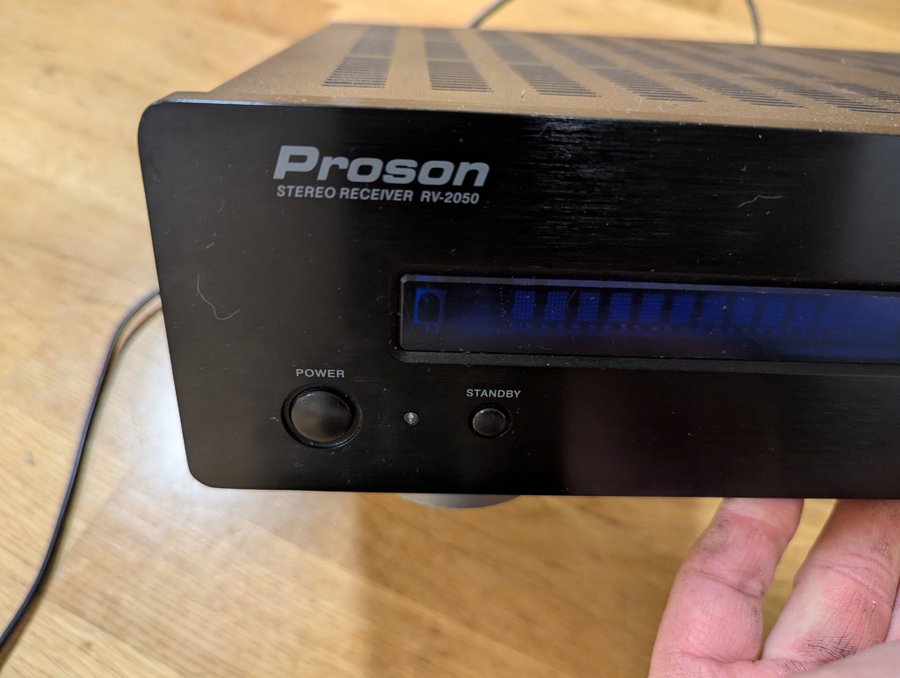 Proson
STEREO RECEIVER RV-2050
POWER
STANDBY